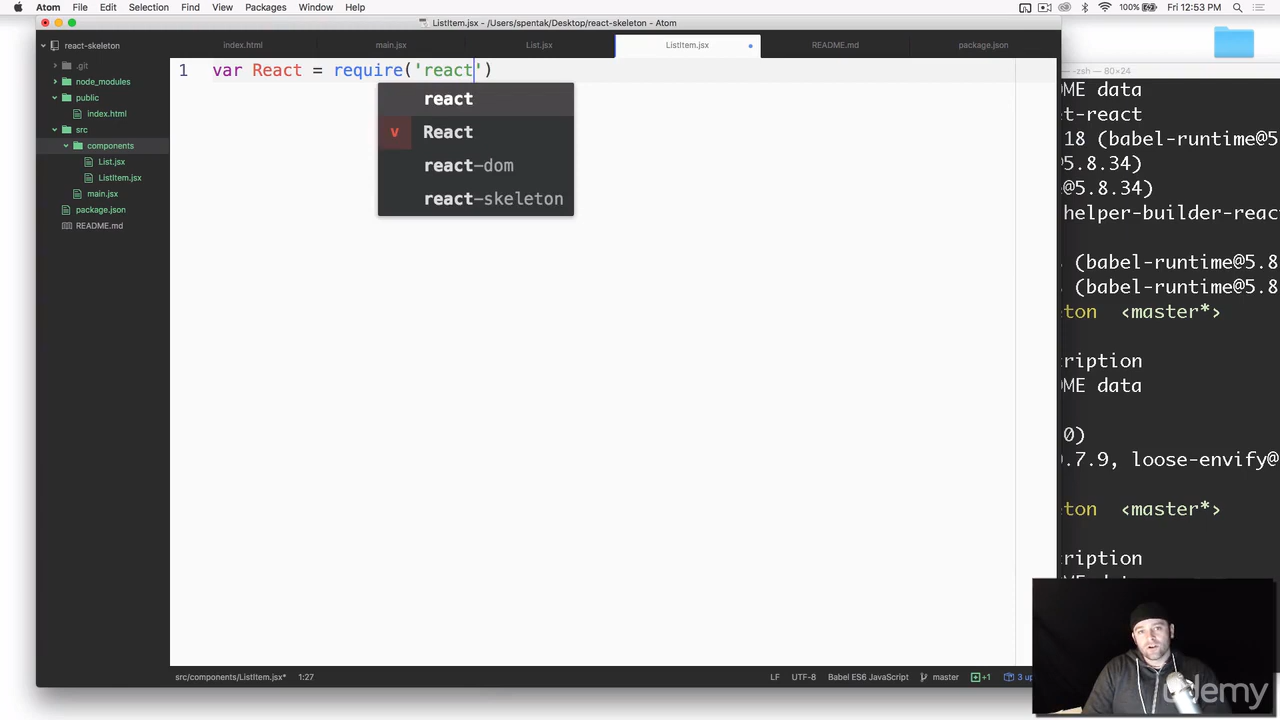 Atom File Edit View Selection Find View Packages Window Help
100% Fri 12:53 PM
ListItem.jsx - /Users/spentak/Desktop/react-skeleton - Atom
react-skeleton
.git
node_modules
public
index.html
src
components
List.jsx
ListItem.jsx
main.jsx
package.json
README.md
index.html main.jsx List.jsx ListItem.jsx README.md package.json
1 var React = require('react')
react
v React
react-dom
react-skeleton
-zsh — 80×24
ME data
t-react
18 (babel-runtime@5.8.34)
@5.8.34)
helper-builder-reac
(babel-runtime@5.8
(babel-runtime@5.8
ton <master*>
ription
ME data
0)
.7.9, loose-envify@
ton <master*>
ription
src/components/ListItem.jsx* 1:27
LF UTF-8 Babel ES6 JavaScript master +1 3 up
udemy